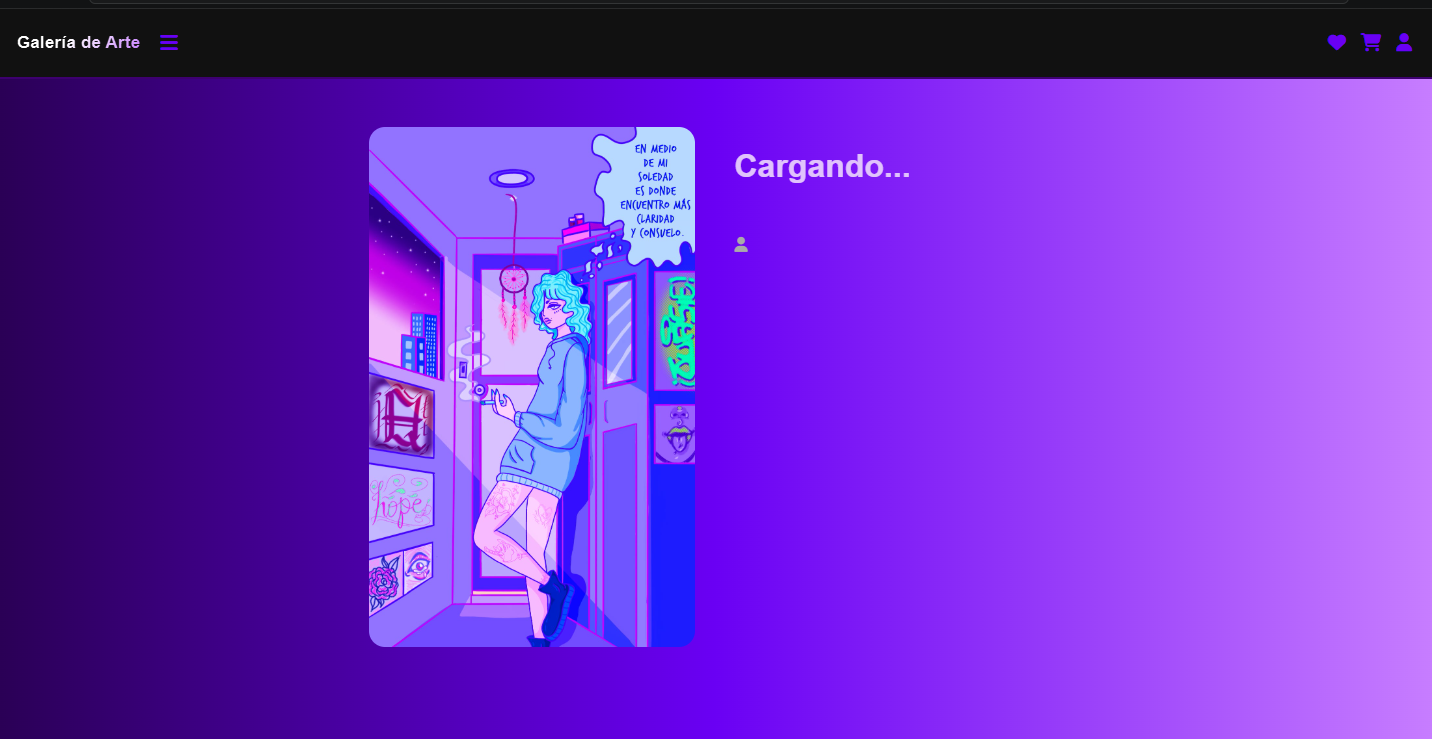 Galería de Arte
EN MEDIO
DE MI
SOLEDAD
ES DONDE
ENCUENTRO MÁS
CLARIDAD
Y CONSUELO.
Cargando...
hope